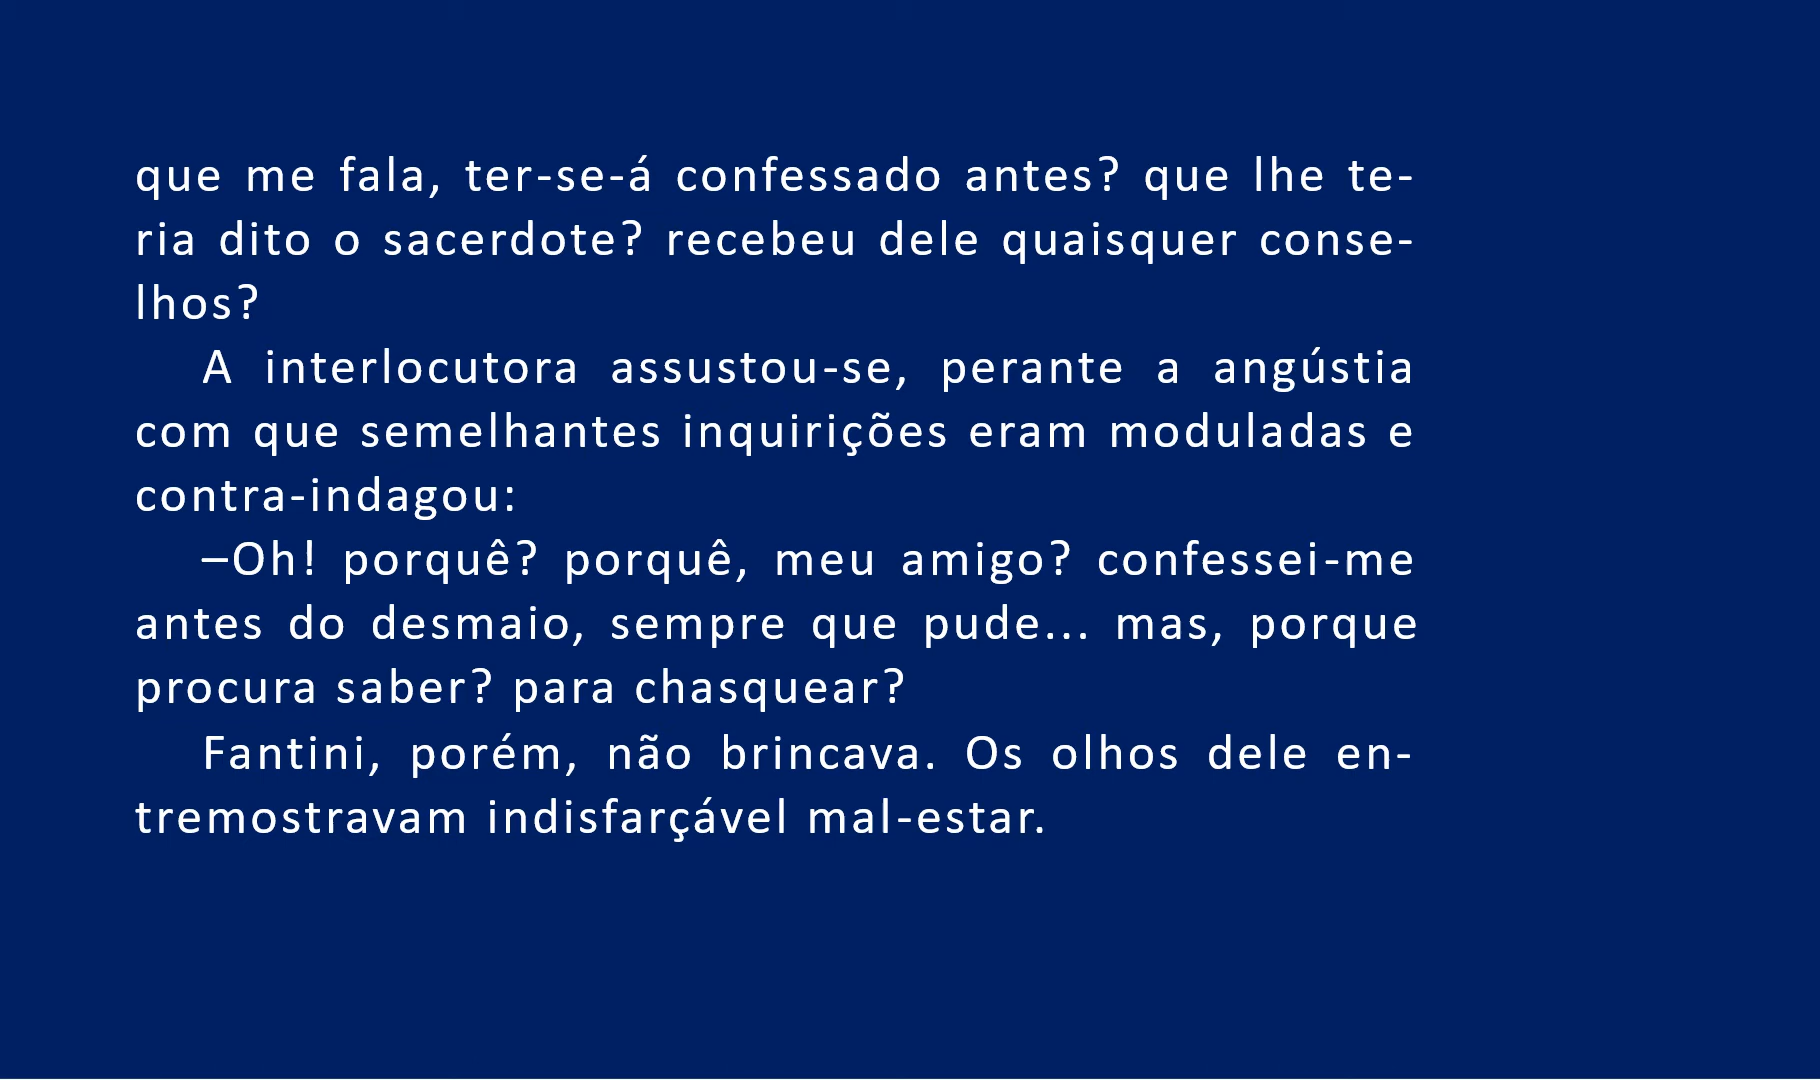 que me fala, ter-se-á confessado antes? que lhe te-
ria dito o sacerdote? recebeu dele quaisquer conse-
lhos?
A interlocutora assustou-se, perante a angústia
com que semelhantes inquirições eram moduladas e
contra-indagou:
–Oh! porquê? porquê, meu amigo? confessei-me
antes do desmaio, sempre que pude... mas, porque
procura saber? para chasquear?
Fantini, porém, não brincava. Os olhos dele en-
tremostravam indisfarçável mal-estar.